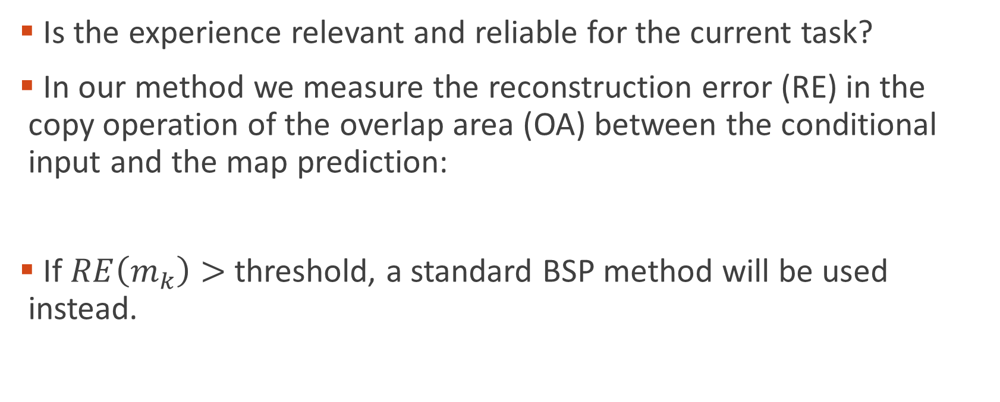 ▪ Is the experience relevant and reliable for the current task?
▪ In our method we measure the reconstruction error (RE) in the
copy operation of the overlap area (OA) between the conditional
input and the map prediction:
▪ If 𝑅𝐸(𝑚ₖ) > threshold, a standard BSP method will be used
instead.